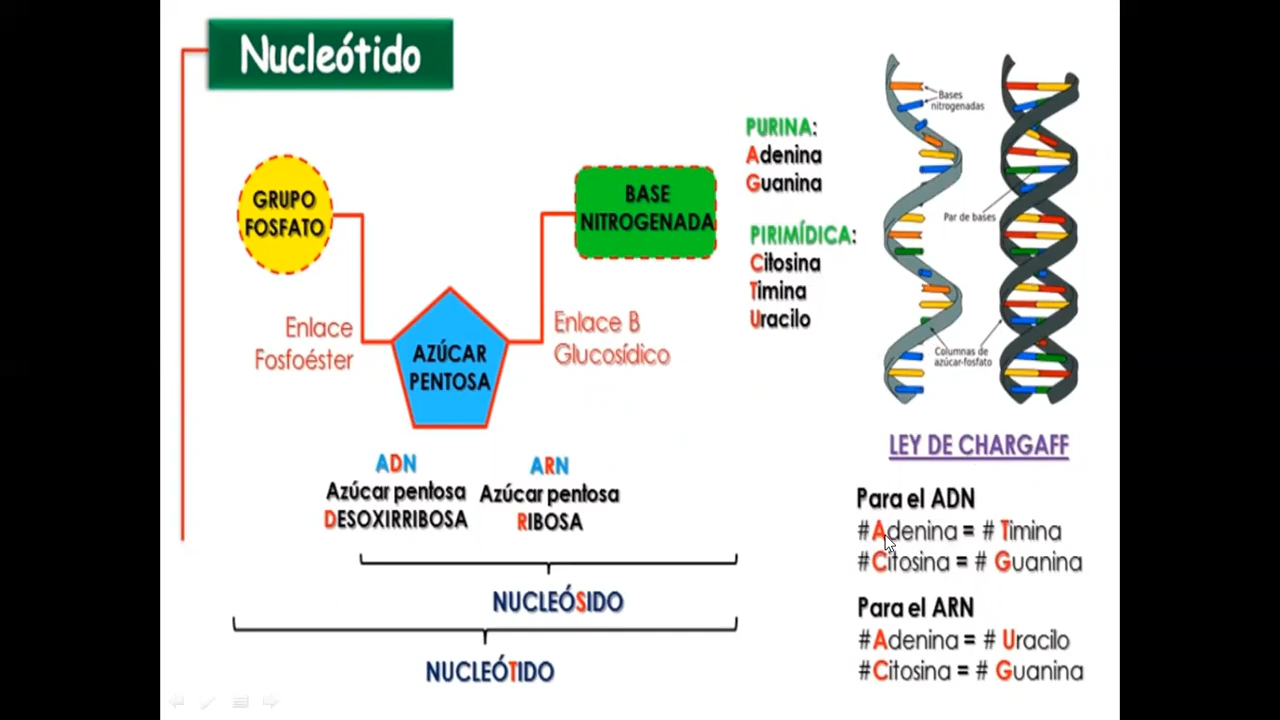 Nucleótido
GRUPO
FOSFATO
BASE
NITROGENADA
Enlace
Fosfoéster
AZÚCAR
PENTOSA
Enlace B
Glucosídico
ADN
Azúcar pentosa
DESOXIRRIBOSA
ARN
Azúcar pentosa
RIBOSA
NUCLEÓSIDO
NUCLEÓTIDO
PURINA:
Adenina
Guanina
PIRIMÍDICA:
Citosina
Timina
Uracilo
Bases
nitrogenadas
Par de bases
Columnas de
azúcar-fosfato
LEY DE CHARGAFF
Para el ADN
#Adenina = # Timina
#Citosina = # Guanina
Para el ARN
#Adenina = # Uracilo
#Citosina = # Guanina